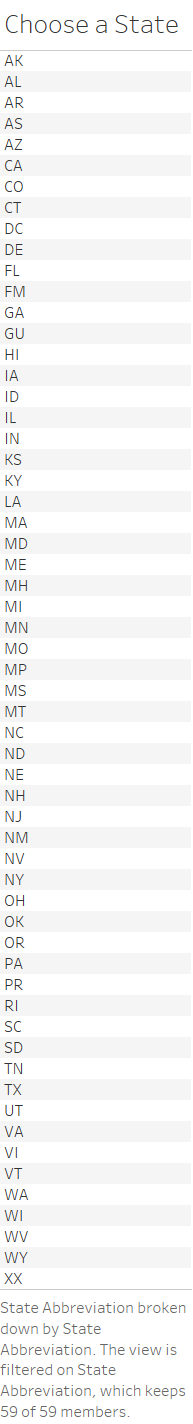 Choose a State
AK
AL
AR
AS
AZ
CA
CO
CT
DC
DE
FL
FM
GA
GU
HI
IA
ID
IL
IN
KS
KY
LA
MA
MD
ME
MH
MI
MN
MO
MP
MS
MT
NC
ND
NE
NH
NJ
NM
NV
NY
OH
OK
OR
PA
PR
RI
SC
SD
TN
TX
UT
VA
VI
VT
WA
WI
WV
WY
XX
State Abbreviation broken
down by State
Abbreviation. The view is
filtered on State
Abbreviation, which keeps
59 of 59 members.